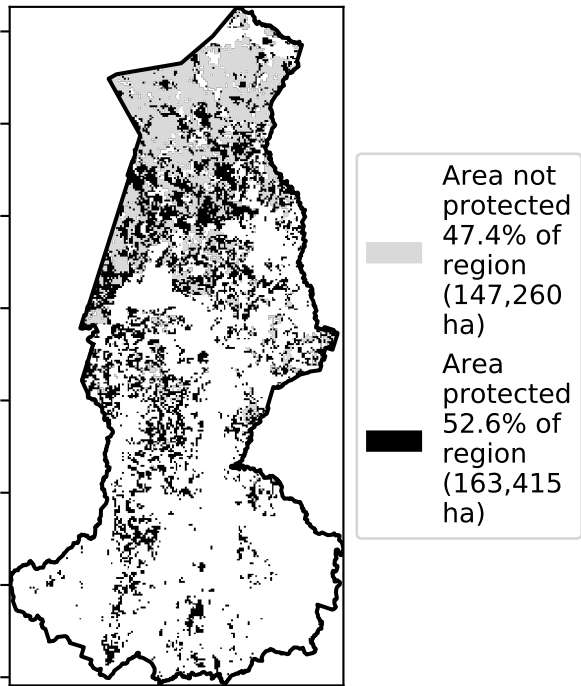 Area not
protected
47.4% of
region
(147,260
ha)
Area
protected
52.6% of
region
(163,415
ha)